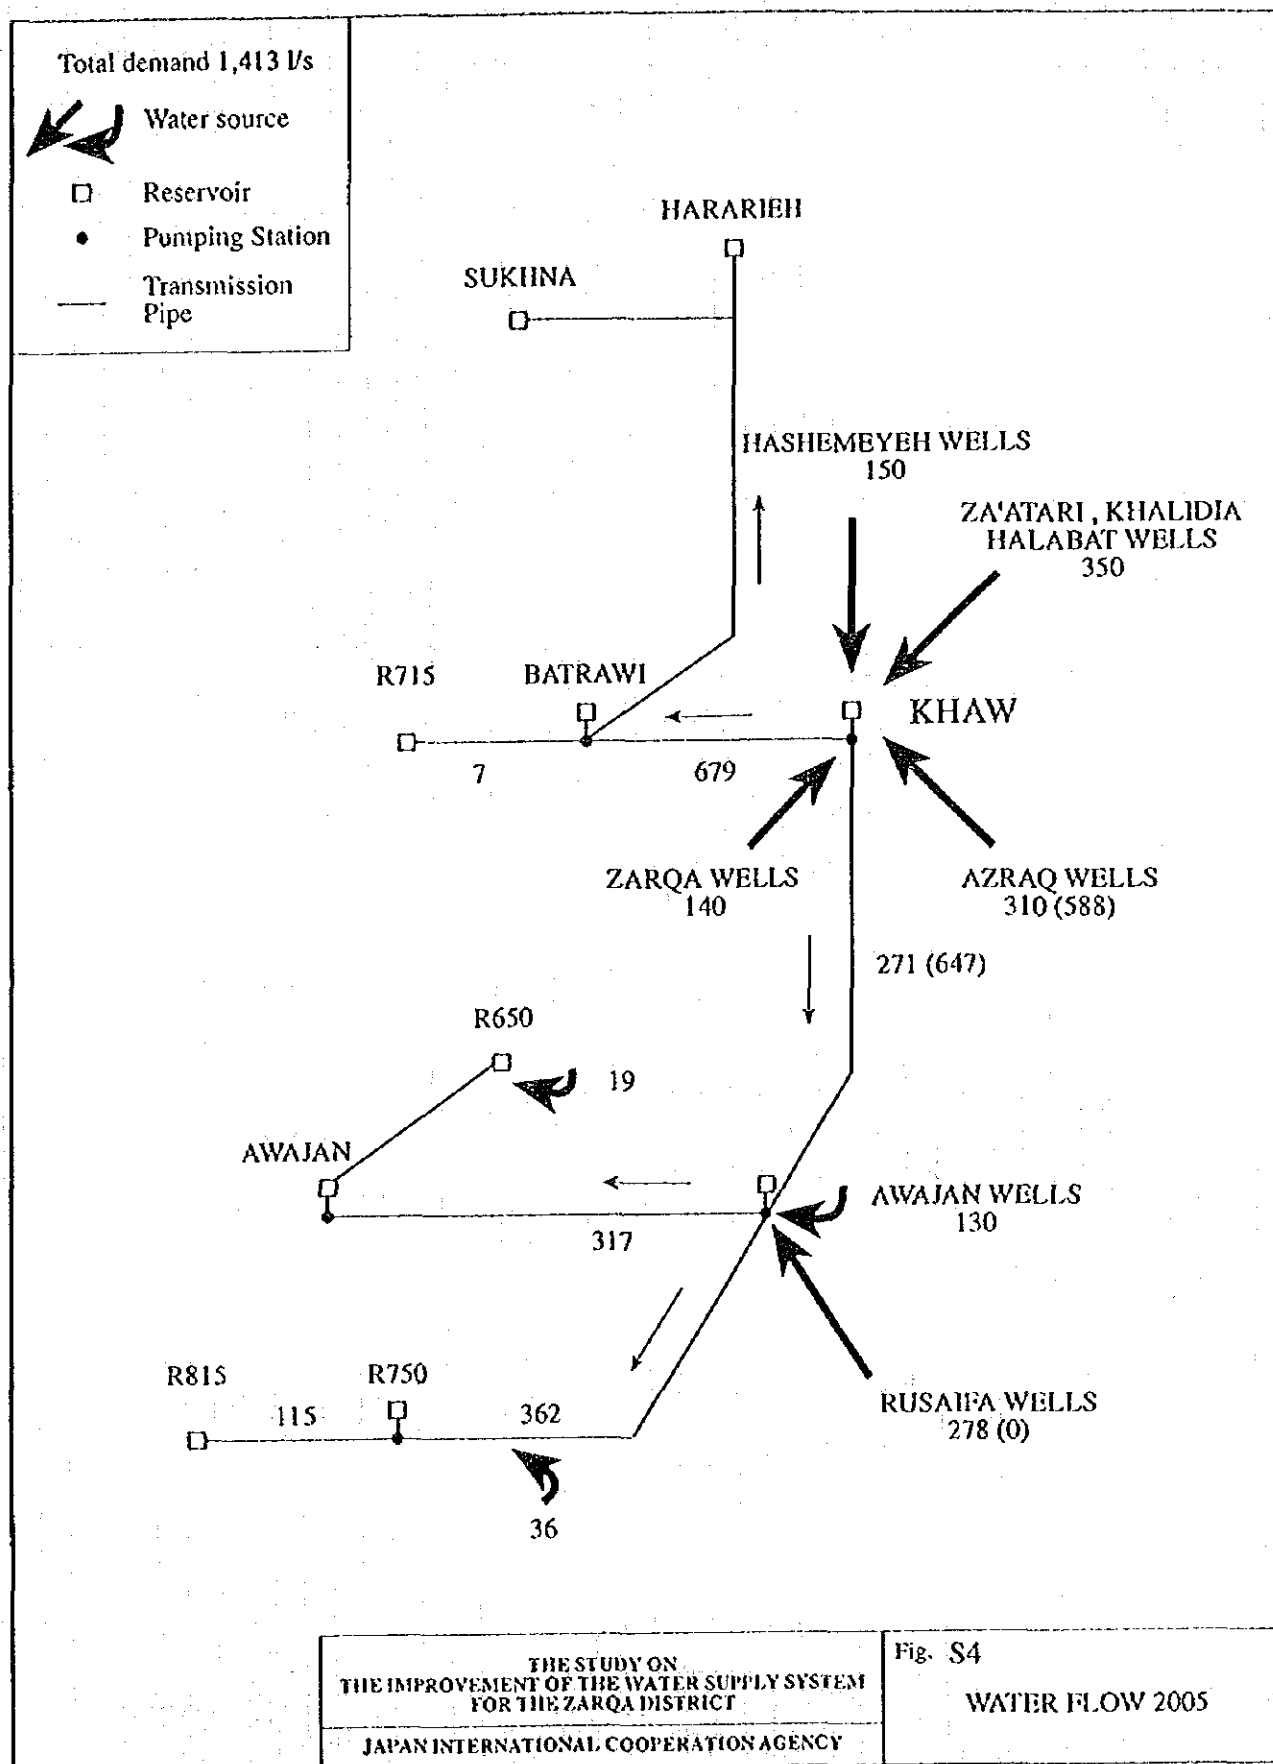 Total demand 1,413 l/s
Water source
Reservoir
Pumping Station
Transmission
Pipe
HARARIEH
SUKHNA
HASHEMEYEH WELLS
150
ZA'ATARI , KHALIDIA
HALABAT WELLS
350
R715
BATRAWI
KHAW
7
679
ZARQA WELLS
140
AZRAQ WELLS
310 (588)
271 (647)
R650
19
AWAJAN
AWAJAN WELLS
130
317
R815
R750
115
362
RUSAIFA WELLS
278 (0)
36
THE STUDY ON
THE IMPROVEMENT OF THE WATER SUPPLY SYSTEM
FOR THE ZARQA DISTRICT
JAPAN INTERNATIONAL COOPERATION AGENCY
Fig. S4
WATER FLOW 2005